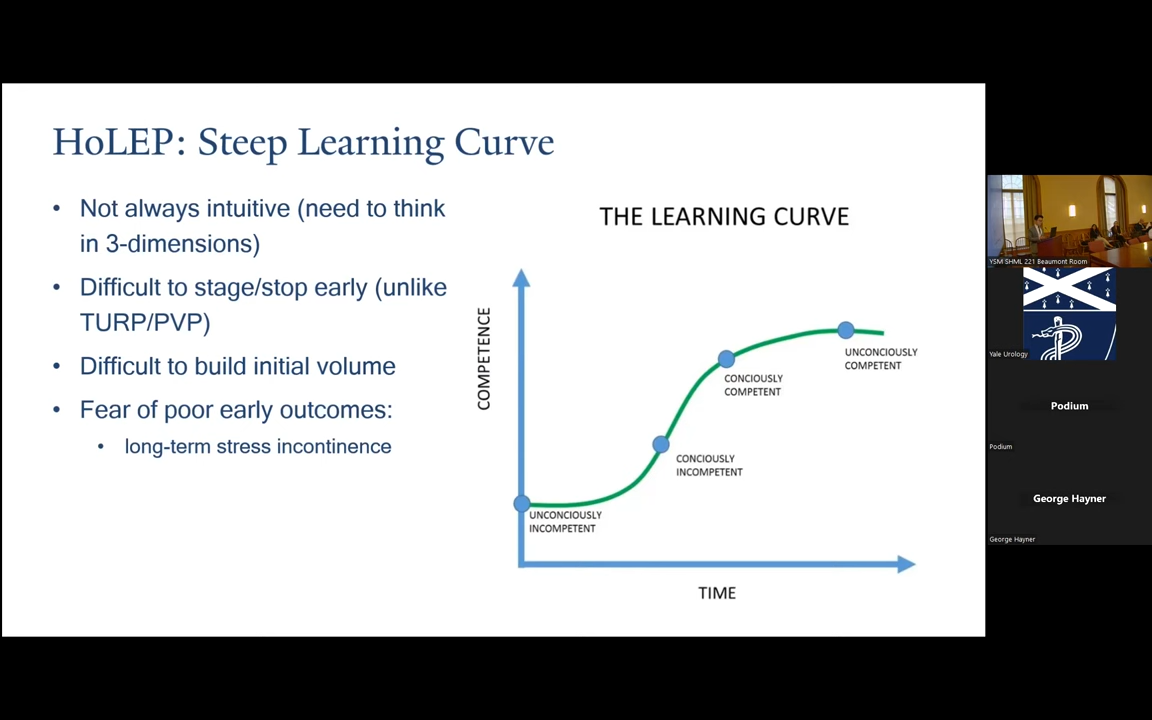 HoLEP: Steep Learning Curve
• Not always intuitive (need to think
in 3-dimensions)
• Difficult to stage/stop early (unlike
TURP/PVP)
• Difficult to build initial volume
• Fear of poor early outcomes:
• long-term stress incontinence
THE LEARNING CURVE
COMPETENCE
UNCONCIOUSLY
INCOMPETENT
CONCIOUSLY
INCOMPETENT
CONCIOUSLY
COMPETENT
UNCONCIOUSLY
COMPETENT
TIME
YSM SHML 221 Beaumont Room
Yale Urology
Podium
Podium
George Hayner
George Hayner